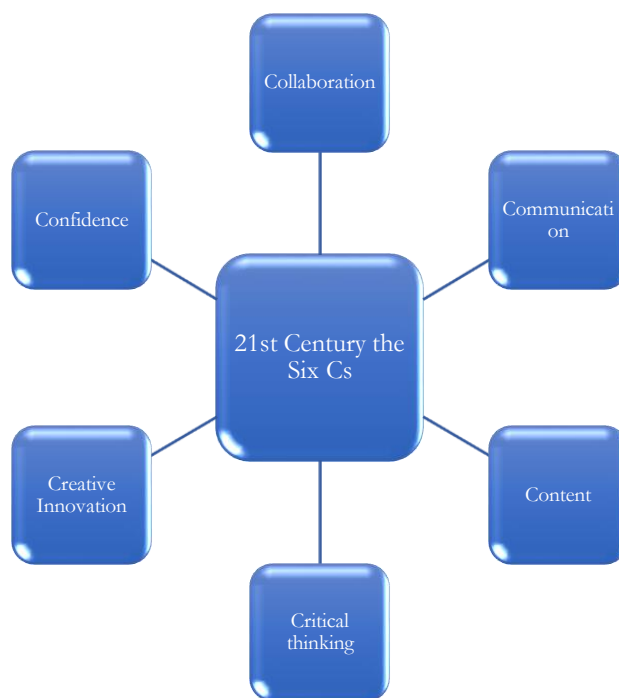 Collaboration
Communicati
on
Content
Critical
thinking
Creative
Innovation
Confidence
21st Century the
Six Cs